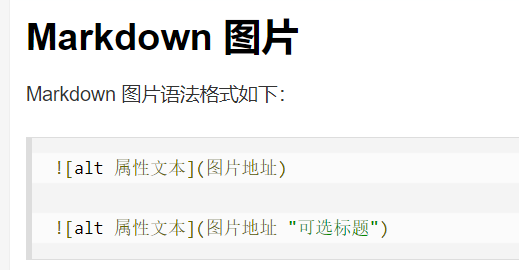 Markdown 图片
Markdown 图片语法格式如下：
![alt 属性文本](图片地址)
![alt 属性文本](图片地址 "可选标题")